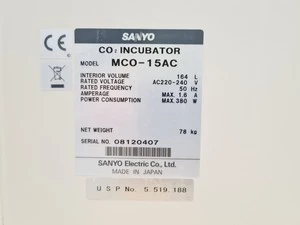 SANYO
CO₂ INCUBATOR
MODEL MCO-15AC
INTERIOR VOLUME 164 L
RATED VOLTAGE AC220-240 V
RATED FREQUENCY 50 Hz
AMPERAGE MAX. 1.6 A
POWER CONSUMPTION MAX.380 W
NET WEIGHT 78 kg
SERIAL NO. 08120407
SANYO Electric Co., Ltd.
MADE IN JAPAN
U S P No. 5.519.188
CE